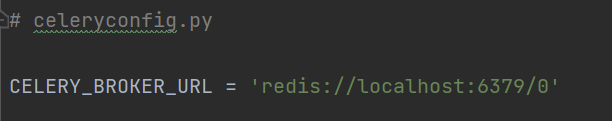 # celeryconfig.py
CELERY_BROKER_URL = 'redis://localhost:6379/0'